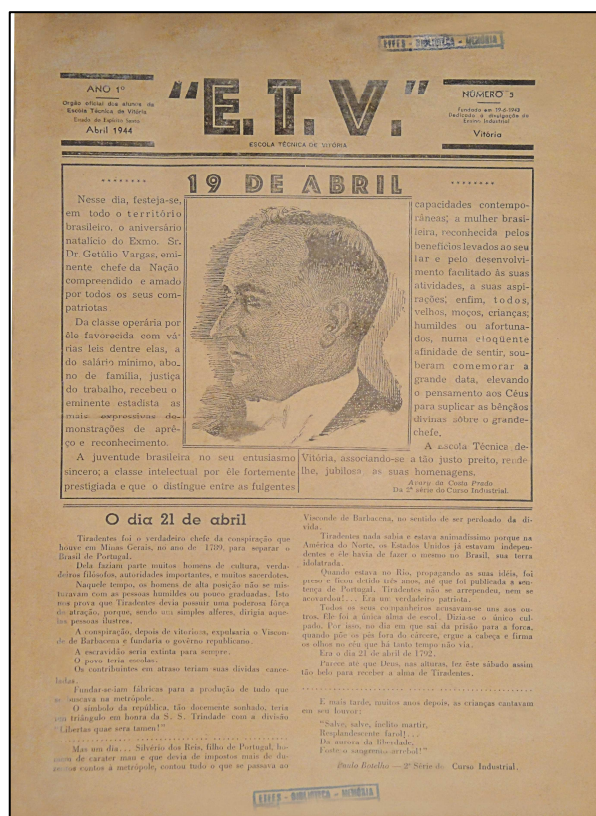 IFES - BIBLIOTECA - MEMÓRIA
ANO 1º
Orgão oficial dos alunos da
Escola Técnica de Vitória
Estado do Espírito Santo
Abril 1944
"E.T.V."
ESCOLA TÉCNICA DE VITORIA
NÚMERO 3
Fundado em 19-6-1943
Dedicado à divulgação do
Ensino Industrial
Vitória
19 DE ABRIL
Nesse dia, festeja-se,
em todo o território
brasileiro, o aniversário
natalício do Exmo. Sr.
Dr. Getúlio Vargas, emi-
nente chefe da Nação
compreendido e amado
por todos os seus com-
patriotas
Da classe operária por
êle favorecida com vá-
rias leis dentre elas, a
do salário mínimo, abo-
no de família, justiça
do trabalho, recebeu o
eminente estadista as
mais expressivas de-
monstrações de aprê-
ço e reconhecimento.
A juventude brasileira no seu entusiasmo
sincero; a classe intelectual por êle fortemente
prestigiada e que o distingue entre as fulgentes
capacidades contempo-
râneas; a mulher brasi-
leira, reconhecida pelos
benefícios levados ao seu
lar e pelo desenvolvi-
mento facilitado às suas
atividades, a suas aspi-
rações; enfim, todos,
velhos, moços, crianças;
humildes ou afortuna-
dos, numa eloqüente
afinidade de sentir, sou-
beram comemorar a
grande data, elevando
o pensamento aos Céus
para suplicar as bênçãos
divinas sôbre o grande
chefe.
A Escola Técnica de
Vitória, associando-se a tão justo preito, rende-
lhe, jubilosa as suas homenagens.
Avary da Costa Prado
Da 2ª série do Curso Industrial.
O dia 21 de abril
Tiradentes foi o verdadeiro chefe da conspiração que
houve em Minas Gerais, no ano de 1789, para separar o
Brasil de Portugal.
Dela faziam parte muitos homens de cultura, verda-
deiros filósofos, autoridades importantes, e muitos sacerdotes.
Naquele tempo, os homens de alta posição não se mis-
turavam com as pessoas humildes ou pouco graduadas. Isto
nos prova que Tiradentes devia possuir uma poderosa fôrça
de atração, porque, sendo um simples alferes, dirigia aque-
las pessoas ilustres.
A conspiração, depois de vitoriosa, expulsaria o Viscon-
de de Barbacena e fundaria o govêrno republicano.
A escravidão seria extinta para sempre.
O povo teria escolas.
Os contribuintes em atraso teriam suas dívidas cance-
ladas.
Fundar-se-iam fábricas para a produção de tudo que
se buscava na metrópole.
O símbolo da república, tão docemente sonhado, teria
um triângulo em honra da S. S. Trindade com a divisão
"Libertas quae sera tamen!"
Mas um dia... Silvério dos Reis, filho de Portugal, ho-
mem de carater mau e que devia de impostos mais de du-
zentos contos à metrópole, contou tudo o que se passava ao
Visconde de Barbacena, no sentido de ser perdoado da dí-
vida.
Tiradentes nada sabia e estava animadíssimo porque na
América do Norte, os Estados Unidos já estavam indepen-
dentes e êle havia de fazer o mesmo no Brasil, sua terra
idolatrada.
Quando estava no Rio, propagando as suas idéis, foi
preso e ficou detido três anos, até que foi publicada a sen-
tença de Portugal. Tiradentes não se arrependeu, nem se
acovardou!... Era um verdadeiro patriota.
Todos os seus companheiros acusavam-se uns aos ou-
tros. Ele foi a única alma de escol. Dizia-se o único cul-
pado. Por isso, no dia em que saí da prisão para a forca,
quando pôe os pés fora do cárcere, ergue a cabeça e firma
os olhos no céu que há tanto tempo não via.
Era o dia 21 de abril de 1792.
Parece até que Deus, nas alturas, fez êste sábado assim
tão belo para receber a alma de Tiradentes.
E mais tarde, muitos anos depois, as crianças cantavam
em seu louvor:
"Salve, salve, ínclito martir,
Resplandescente farol!...
Da aurora da liberdade,
Foste o sangrento arrebol!"
Paulo Botelho — 2ª Série do Curso Industrial.
IFES - BIBLIOTECA - MEMÓRIA